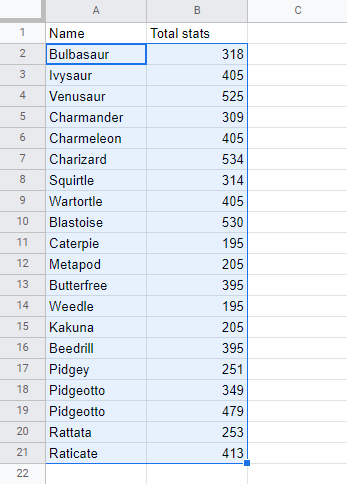 A B C
1 Name Total stats
2 Bulbasaur 318
3 Ivysaur 405
4 Venusaur 525
5 Charmander 309
6 Charmeleon 405
7 Charizard 534
8 Squirtle 314
9 Wartortle 405
10 Blastoise 530
11 Caterpie 195
12 Metapod 205
13 Butterfree 395
14 Weedle 195
15 Kakuna 205
16 Beedrill 395
17 Pidgey 251
18 Pidgeotto 349
19 Pidgeotto 479
20 Rattata 253
21 Raticate 413
22